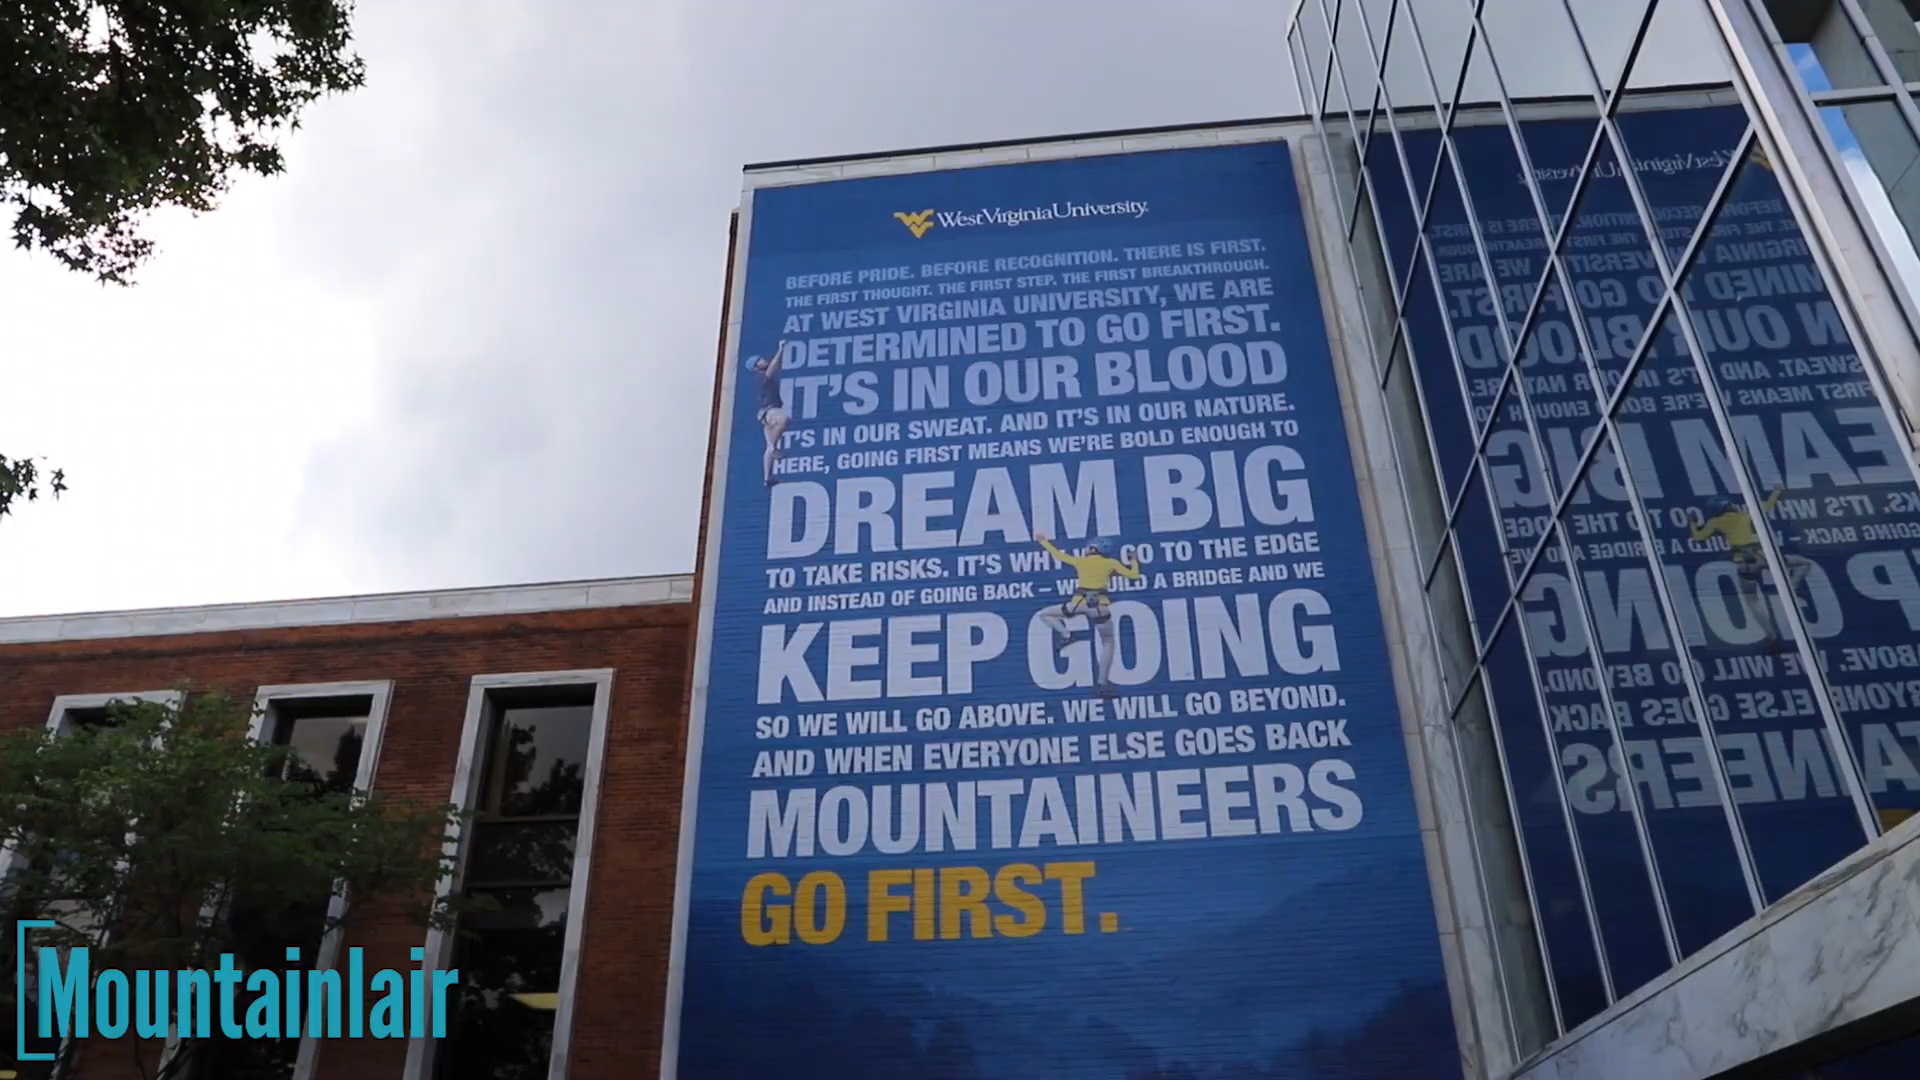 WestVirginiaUniversity.
BEFORE PRIDE. BEFORE RECOGNITION. THERE IS FIRST.
THE FIRST THOUGHT. THE FIRST STEP. THE FIRST BREAKTHROUGH.
AT WEST VIRGINIA UNIVERSITY, WE ARE
DETERMINED TO GO FIRST.
IT'S IN OUR BLOOD
IT'S IN OUR SWEAT. AND IT'S IN OUR NATURE.
HERE, GOING FIRST MEANS WE'RE BOLD ENOUGH TO
DREAM BIG
TO TAKE RISKS. IT'S WHY WE GO TO THE EDGE
AND INSTEAD OF GOING BACK – WE BUILD A BRIDGE AND WE
KEEP GOING
SO WE WILL GO ABOVE. WE WILL GO BEYOND.
AND WHEN EVERYONE ELSE GOES BACK
MOUNTAINEERS
GO FIRST.
[Mountainlair